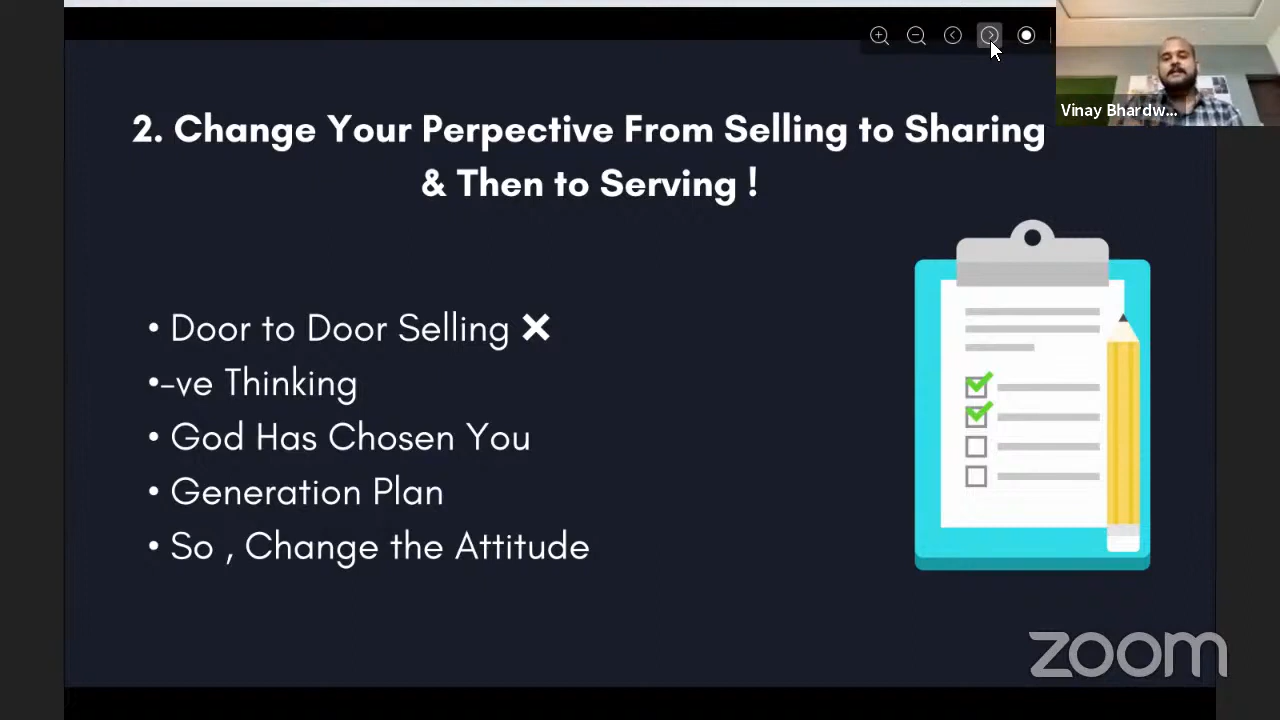 Vinay Bhardw...
2. Change Your Perpective From Selling to Sharing
& Then to Serving !
• Door to Door Selling ❌
•-ve Thinking
• God Has Chosen You
• Generation Plan
• So , Change the Attitude
zoom